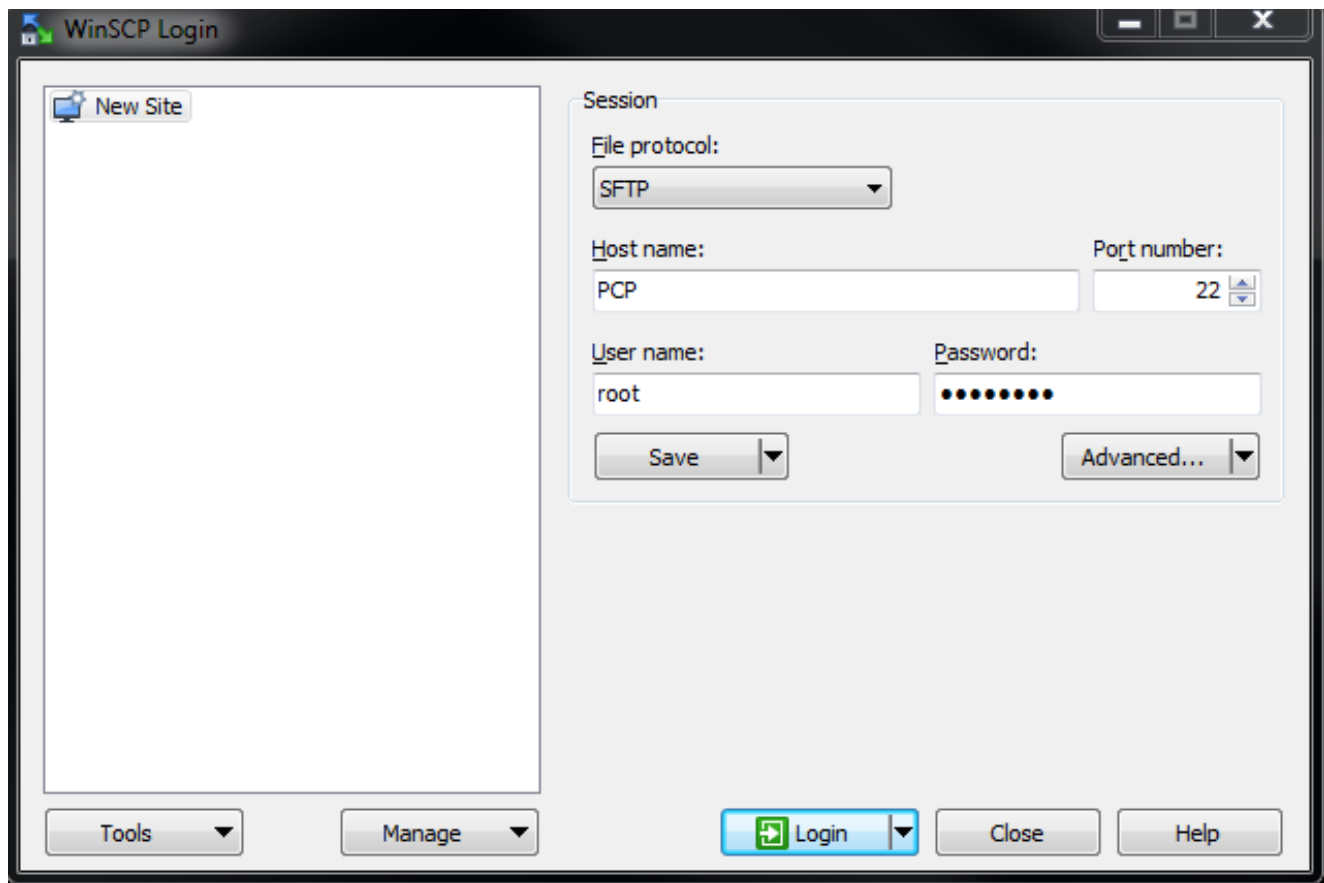 WinSCP Login
New Site
Session
File protocol:
SFTP
Host name:
Port number:
PCP
22
User name:
Password:
root
••••••••
Save
Advanced...
Tools
Manage
Login
Close
Help